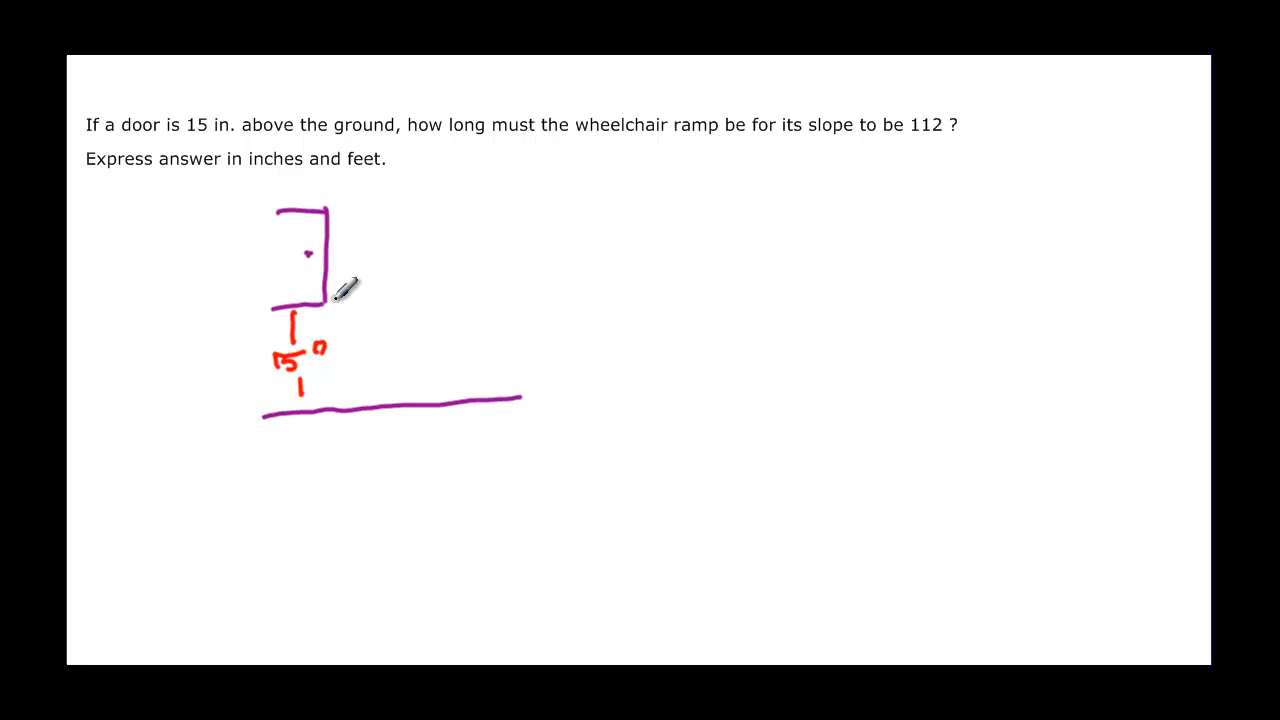 If a door is 15 in. above the ground, how long must the wheelchair ramp be for its slope to be 112 ?
Express answer in inches and feet.
15"